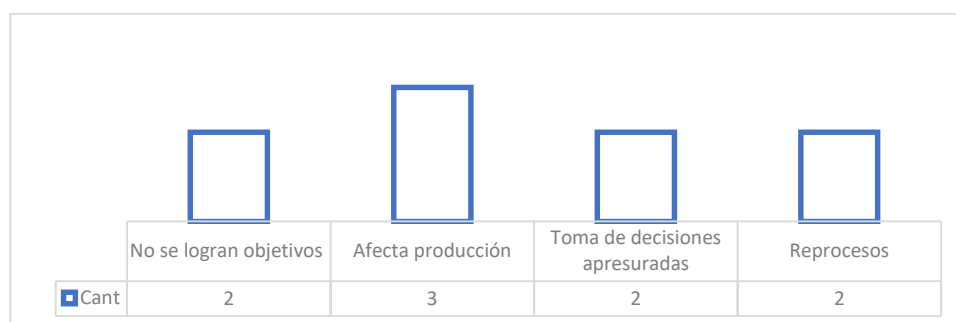 No se logran objetivos
Afecta producción
Toma de decisiones
apresuradas
Reprocesos
Cant
2
3
2
2